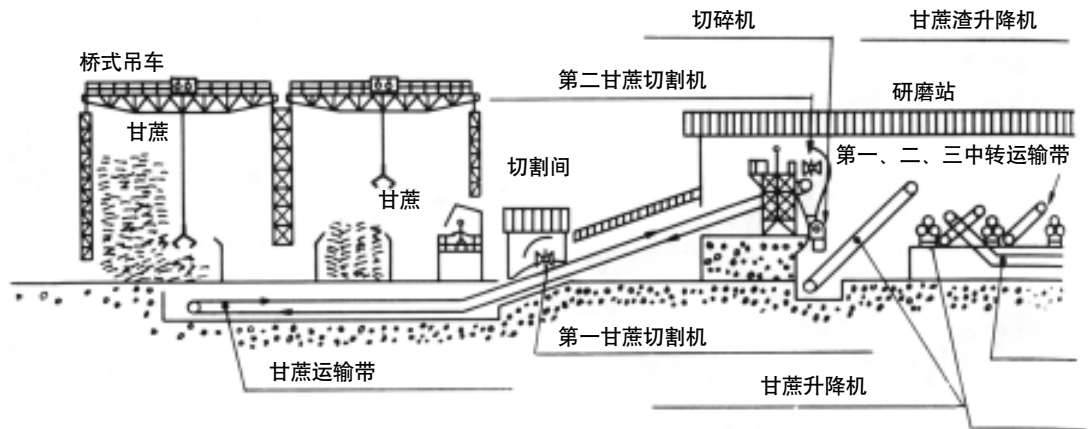 切碎机
甘蔗渣升降机
桥式吊车
第二甘蔗切割机
研磨站
甘蔗
第一、二、三中转运输带
切割间
甘蔗
第一甘蔗切割机
甘蔗运输带
甘蔗升降机